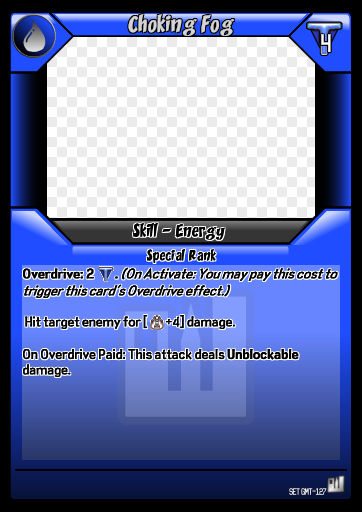 Choking Fog
4
Skill - Energy
Special Rank
Overdrive: 2 . (On Activate: You may pay this cost to
trigger this card's Overdrive effect.)
Hit target enemy for [ +4] damage.
On Overdrive Paid: This attack deals Unblockable
damage.
SET GMT-127